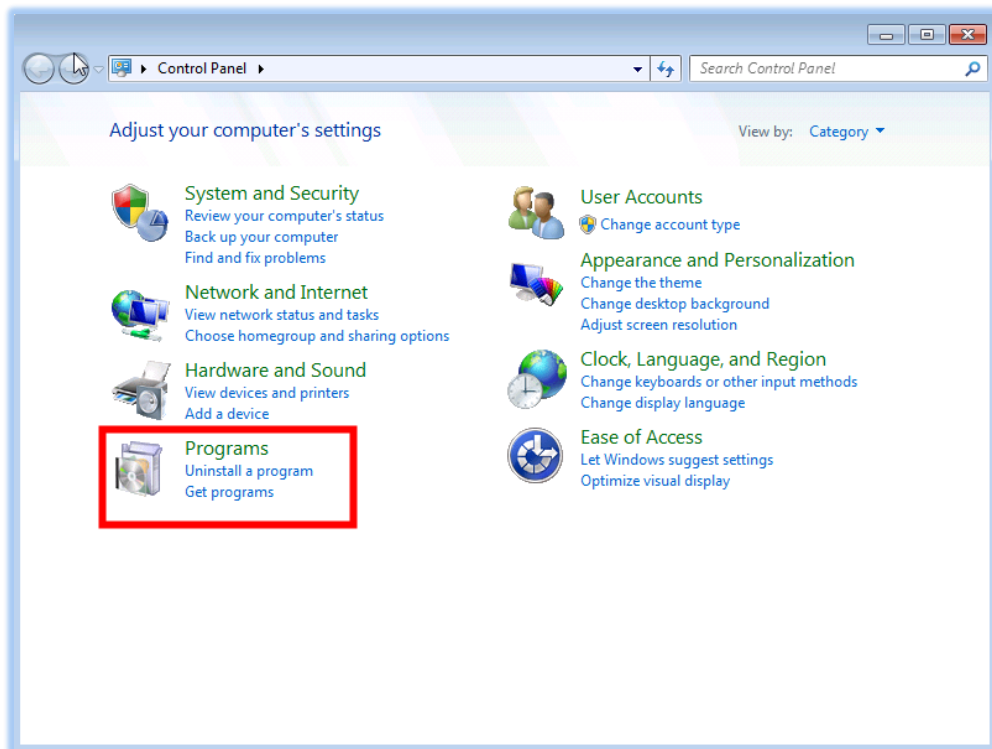 Control Panel
Search Control Panel
Adjust your computer's settings
View by: Category
System and Security
Review your computer's status
Back up your computer
Find and fix problems
Network and Internet
View network status and tasks
Choose homegroup and sharing options
Hardware and Sound
View devices and printers
Add a device
Programs
Uninstall a program
Get programs
User Accounts
Change account type
Appearance and Personalization
Change the theme
Change desktop background
Adjust screen resolution
Clock, Language, and Region
Change keyboards or other input methods
Change display language
Ease of Access
Let Windows suggest settings
Optimize visual display